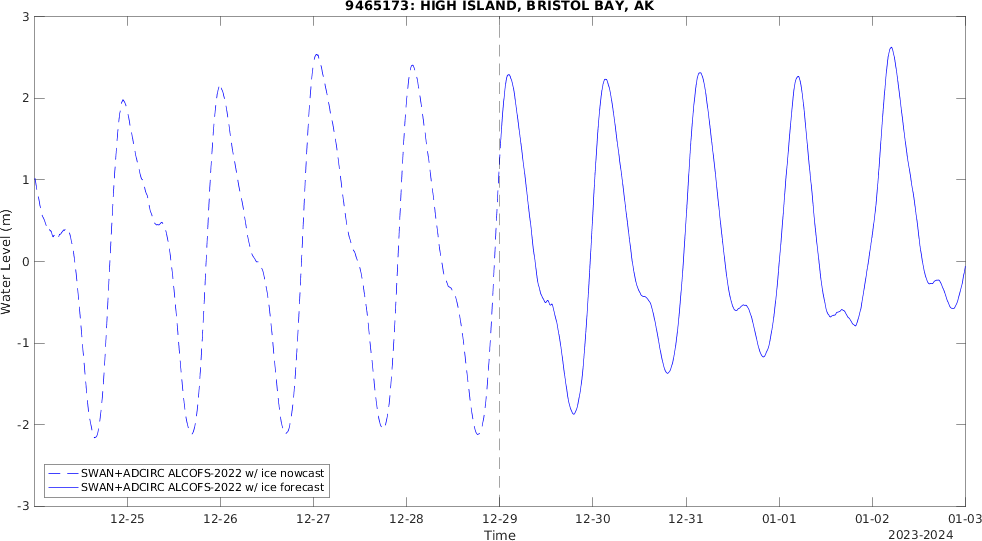 9465173: HIGH ISLAND, BRISTOL BAY, AK
3
2
1
0
-1
-2
-3
Water Level (m)
SWAN+ADCIRC ALCOFS-2022 w/ ice nowcast
SWAN+ADCIRC ALCOFS-2022 w/ ice forecast
12-25 12-26 12-27 12-28 12-29 12-30 12-31 01-01 01-02 01-03
Time
2023-2024